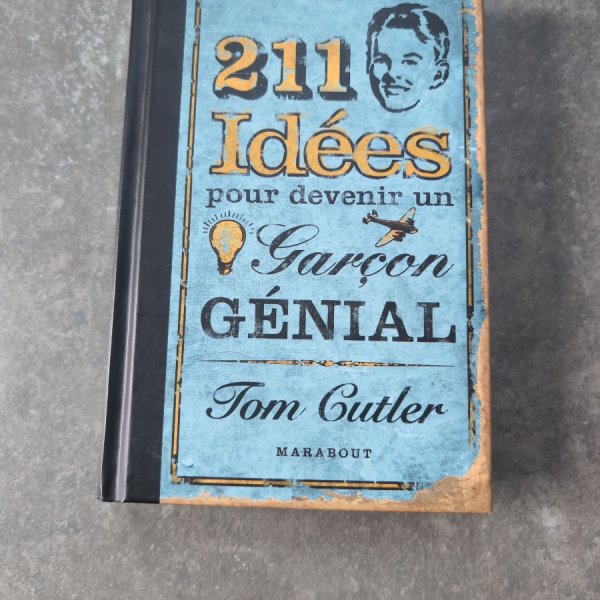 211
Idées
pour devenir un
Garçon
GÉNIAL
Tom Cutler
MARABOUT